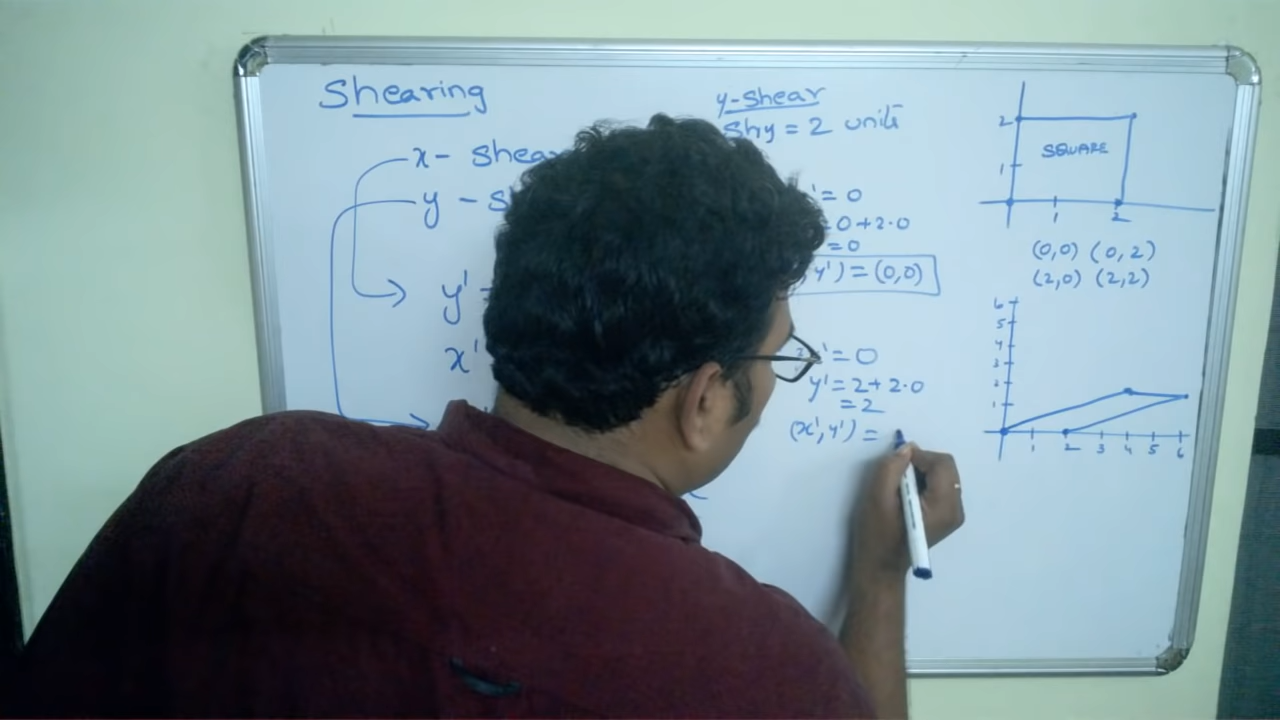 Shearing
x- shea
y - s
y'
x'
y-shear
shy = 2 units
' = 0
= 0 + 2·0
= 0
y') = (0,0)
' = 0
y' = 2 + 2·0
= 2
(x', y') =
2
SQUARE
1
1 2
(0,0) (0,2)
(2,0) (2,2)
6
5
4
3
2
1
1 2 3 4 5 6